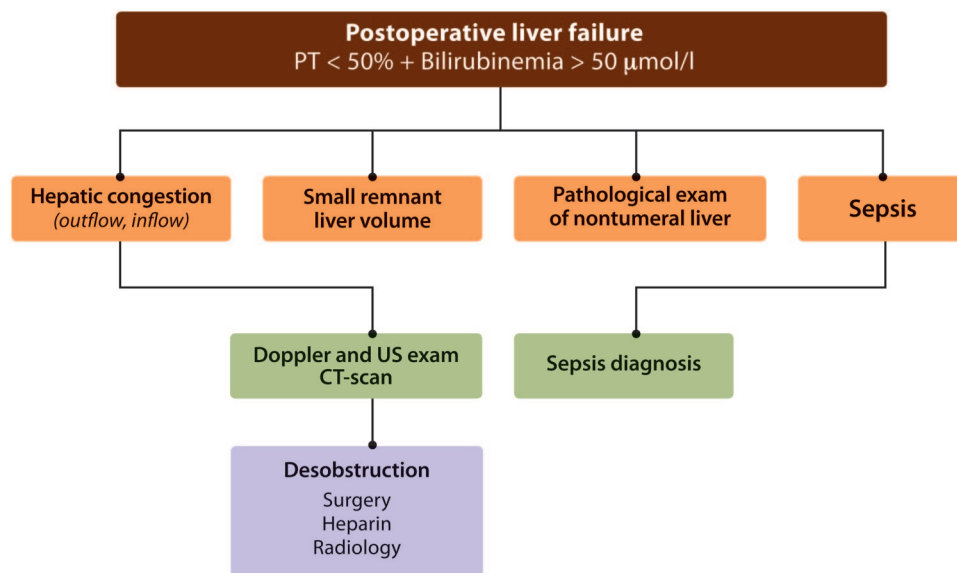 Postoperative liver failure
PT < 50% + Bilirubinemia > 50 μmol/l
Hepatic congestion
(outflow, inflow)
Small remnant
liver volume
Pathological exam
of nontumeral liver
Sepsis
Doppler and US exam
CT-scan
Sepsis diagnosis
Desobstruction
Surgery
Heparin
Radiology